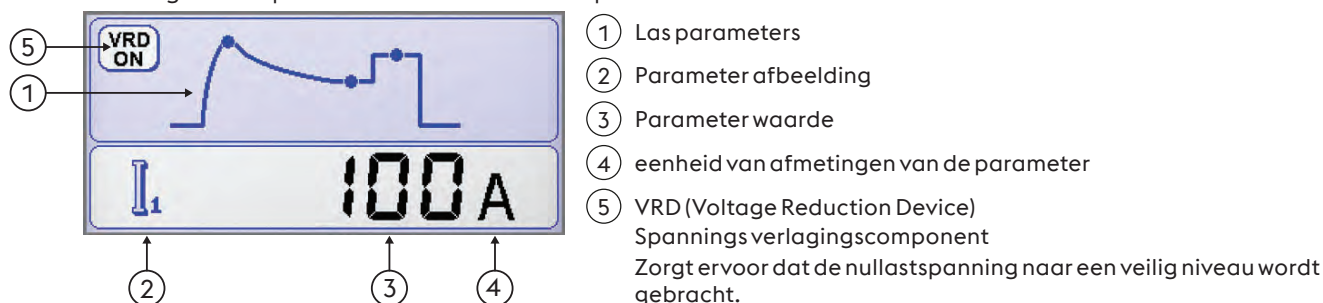 VRD
ON
5
1
I1
100 A
2
3
4
1 Las parameters
2 Parameter afbeelding
3 Parameter waarde
4 eenheid van afmetingen van de parameter
5 VRD (Voltage Reduction Device)
Spannings verlagingscomponent
Zorgt ervoor dat de nullastspanning naar een veilig niveau wordt
gebracht.